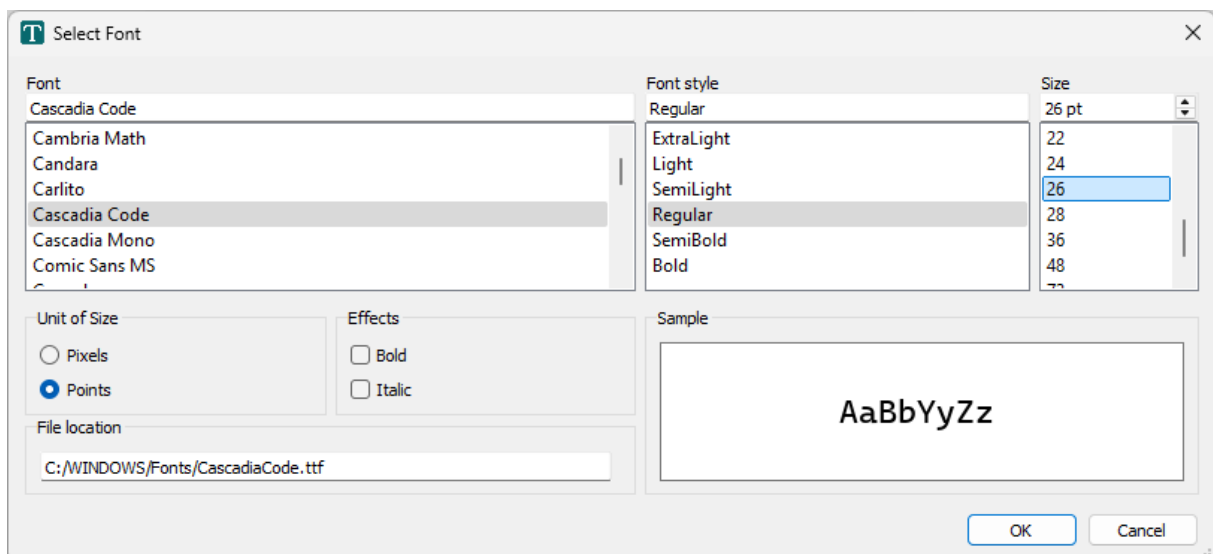 T Select Font
Font
Cascadia Code
Cambria Math
Candara
Carlito
Cascadia Code
Cascadia Mono
Comic Sans MS
Font style
Regular
ExtraLight
Light
SemiLight
Regular
SemiBold
Bold
Size
26 pt
22
24
26
28
36
48
Unit of Size
Pixels
Points
Effects
Bold
Italic
File location
C:/WINDOWS/Fonts/CascadiaCode.ttf
Sample
AaBbYyZz
OK
Cancel